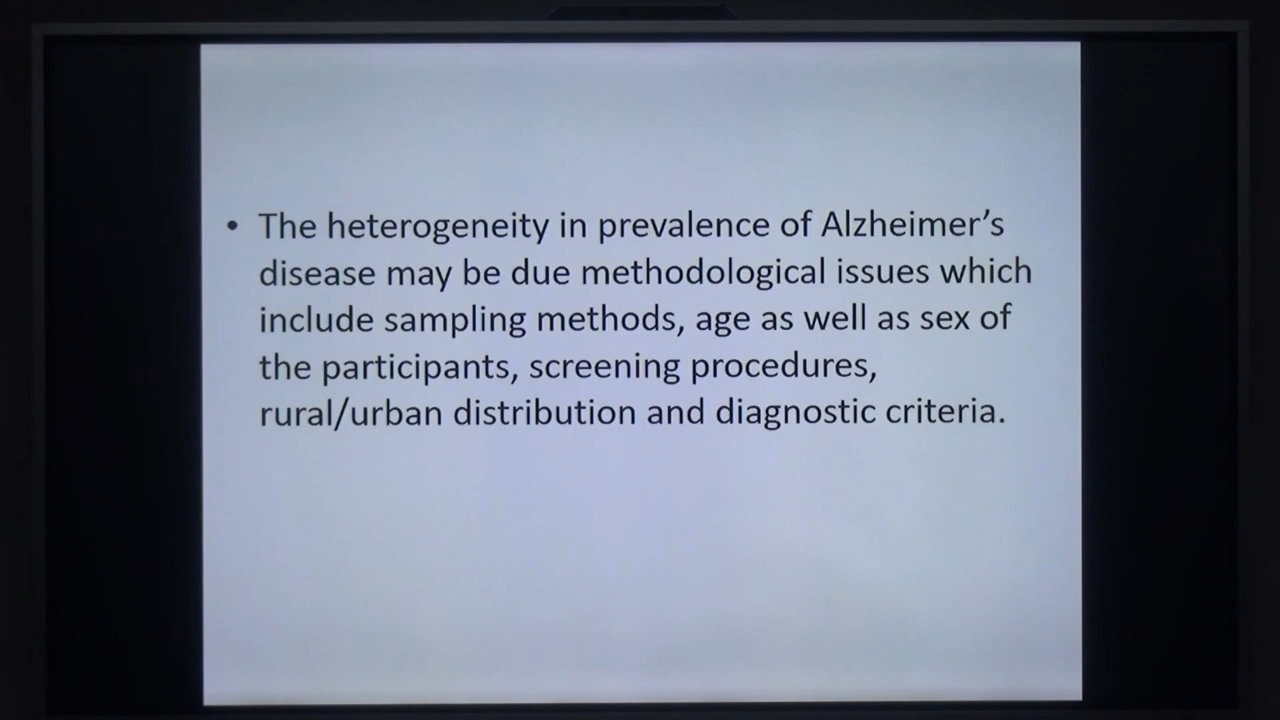 • The heterogeneity in prevalence of Alzheimer's
disease may be due methodological issues which
include sampling methods, age as well as sex of
the participants, screening procedures,
rural/urban distribution and diagnostic criteria.